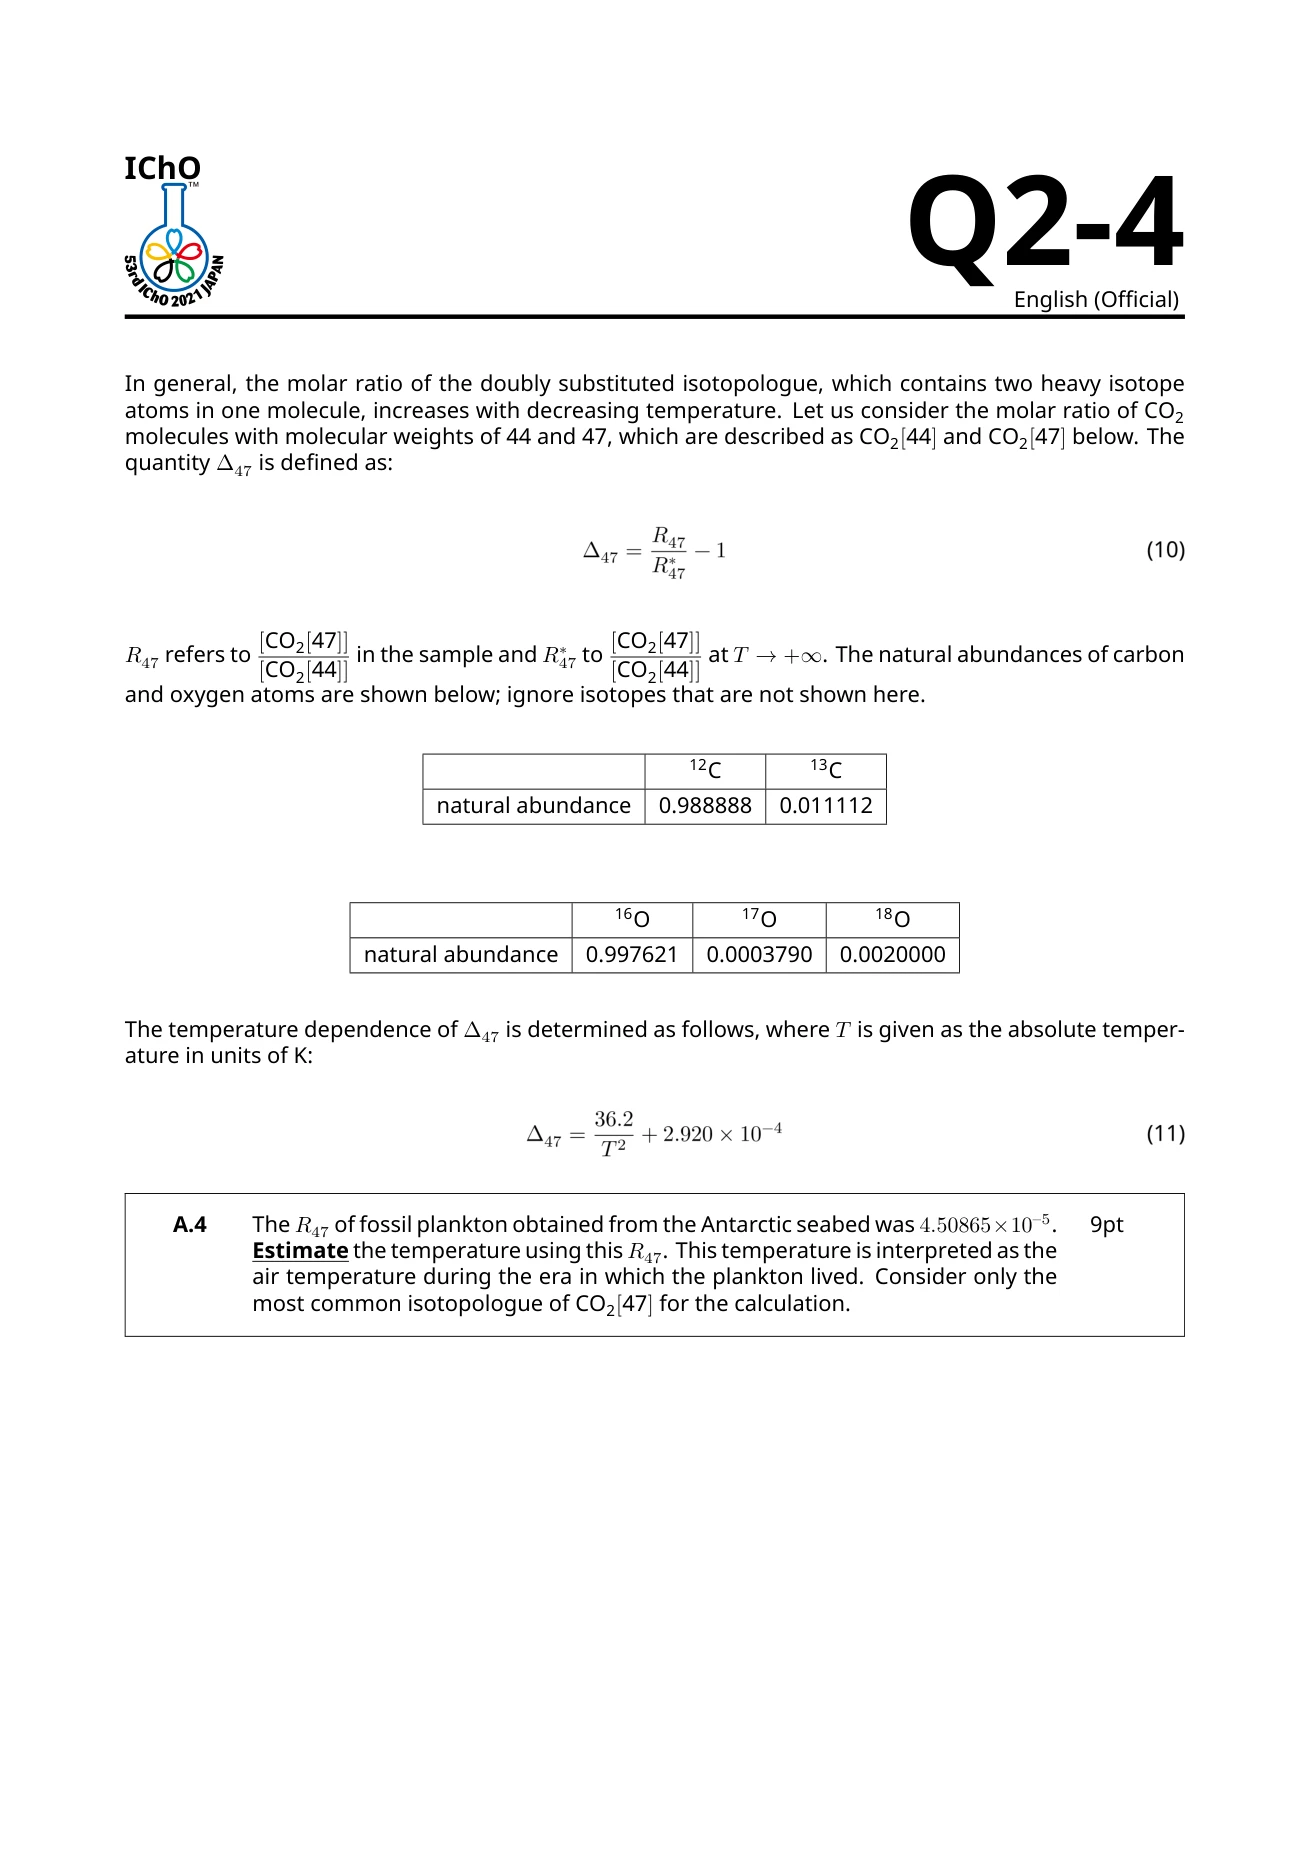 IChO
TM
53rd IChO 2021 JAPAN
Q2-4
English (Official)
In general, the molar ratio of the doubly substituted isotopologue, which contains two heavy isotope
atoms in one molecule, increases with decreasing temperature. Let us consider the molar ratio of CO₂
molecules with molecular weights of 44 and 47, which are described as CO₂[44] and CO₂[47] below. The
quantity Δ₄₇ is defined as:
Δ₄₇ = R₄₇ / R*₄₇ − 1 (10)
R₄₇ refers to [CO₂[47]] / [CO₂[44]] in the sample and R*₄₇ to [CO₂[47]] / [CO₂[44]] at T → +∞. The natural abundances of carbon
and oxygen atoms are shown below; ignore isotopes that are not shown here.
¹²C ¹³C
natural abundance 0.988888 0.011112
¹⁶O ¹⁷O ¹⁸O
natural abundance 0.997621 0.0003790 0.0020000
The temperature dependence of Δ₄₇ is determined as follows, where T is given as the absolute temper-
ature in units of K:
Δ₄₇ = 36.2 / T² + 2.920 × 10⁻⁴ (11)
A.4 The R₄₇ of fossil plankton obtained from the Antarctic seabed was 4.50865×10⁻⁵. 9pt
Estimate the temperature using this R₄₇. This temperature is interpreted as the
air temperature during the era in which the plankton lived. Consider only the
most common isotopologue of CO₂[47] for the calculation.